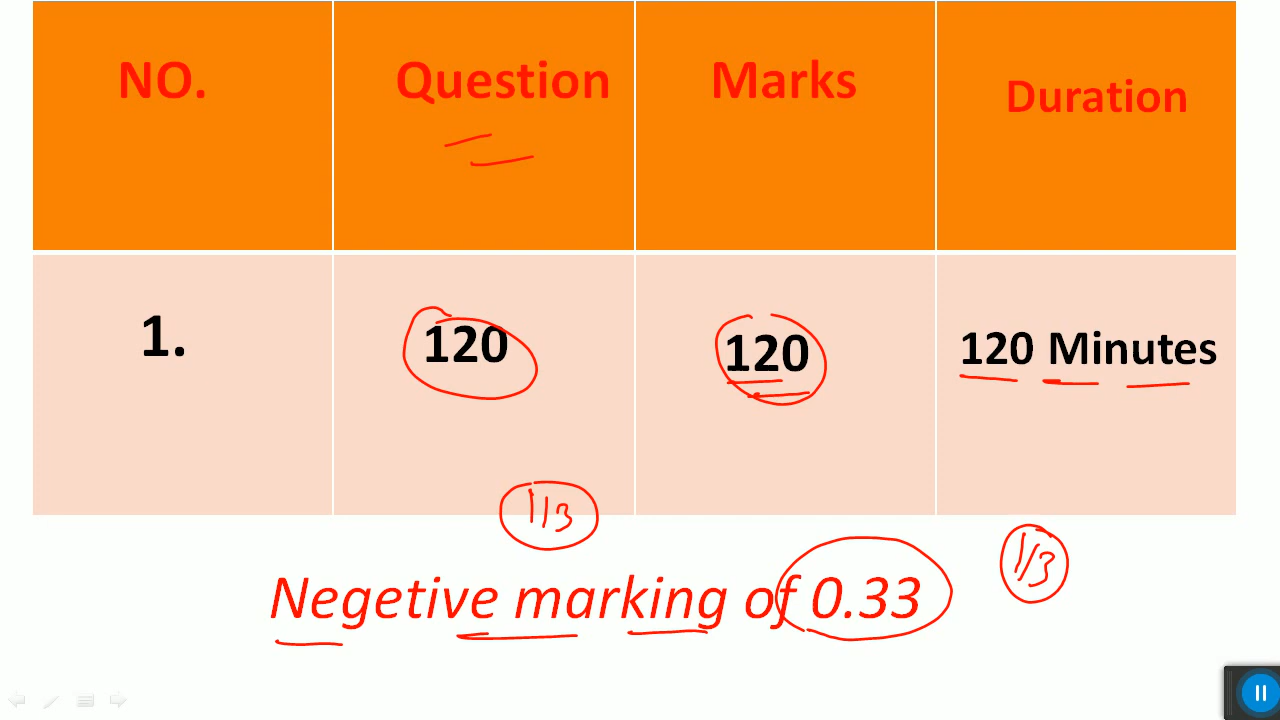 NO. Question Marks Duration
1. 120 120 120 Minutes
1/3
1/3
Negetive marking of 0.33